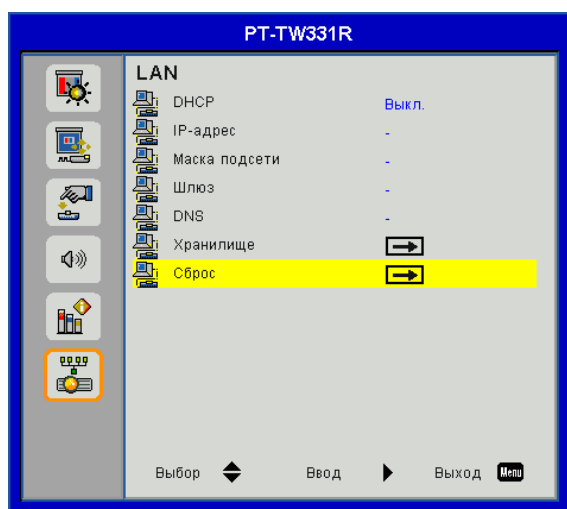 PT-TW331R
LAN
DHCP Выкл.
IP-адрес -
Маска подсети -
Шлюз -
DNS -
Хранилище
Сброс
Выбор Ввод Выход Menu